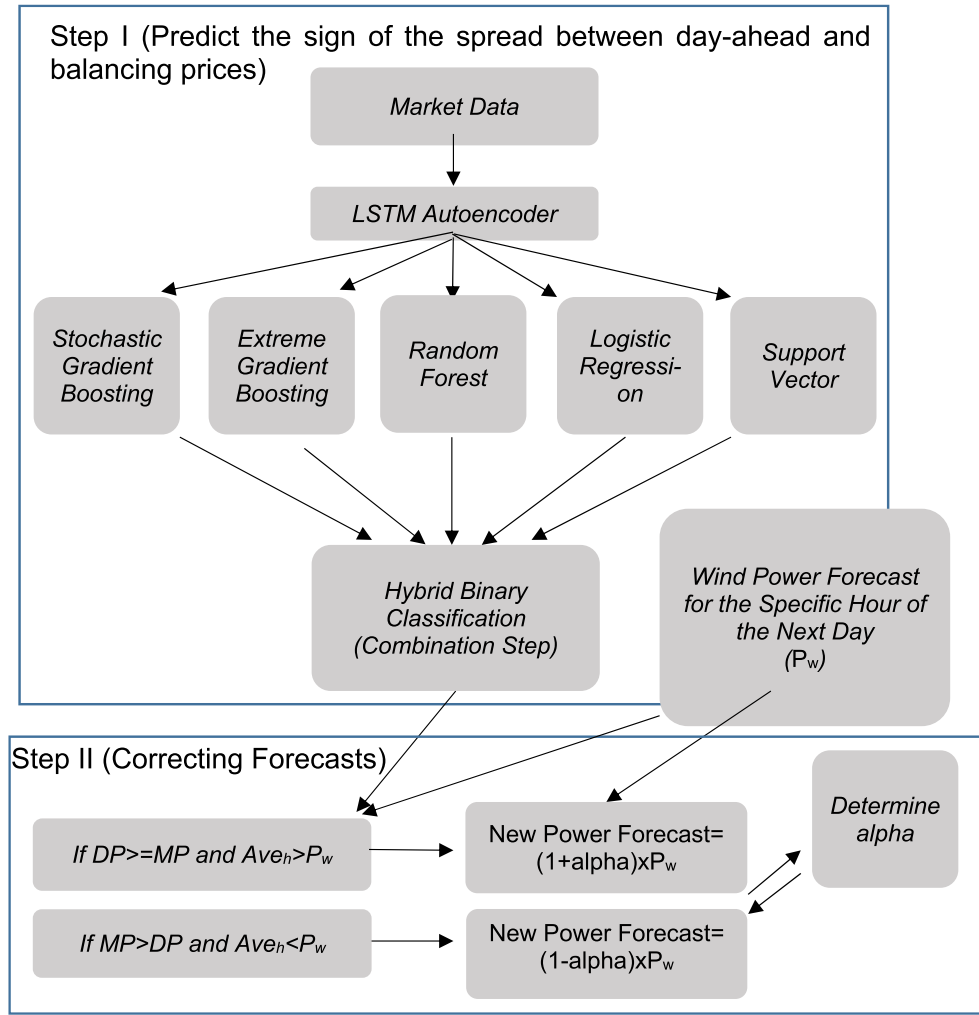 Step I (Predict the sign of the spread between day-ahead and
balancing prices)
Market Data
LSTM Autoencoder
Stochastic
Gradient
Boosting
Extreme
Gradient
Boosting
Random
Forest
Logistic
Regressi-
on
Support
Vector
Hybrid Binary
Classification
(Combination Step)
Wind Power Forecast
for the Specific Hour of
the Next Day
(Pw)
Step II (Correcting Forecasts)
If DP>=MP and Aveh>Pw
New Power Forecast=
(1+alpha)xPw
Determine
alpha
If MP>DP and Aveh<Pw
New Power Forecast=
(1-alpha)xPw